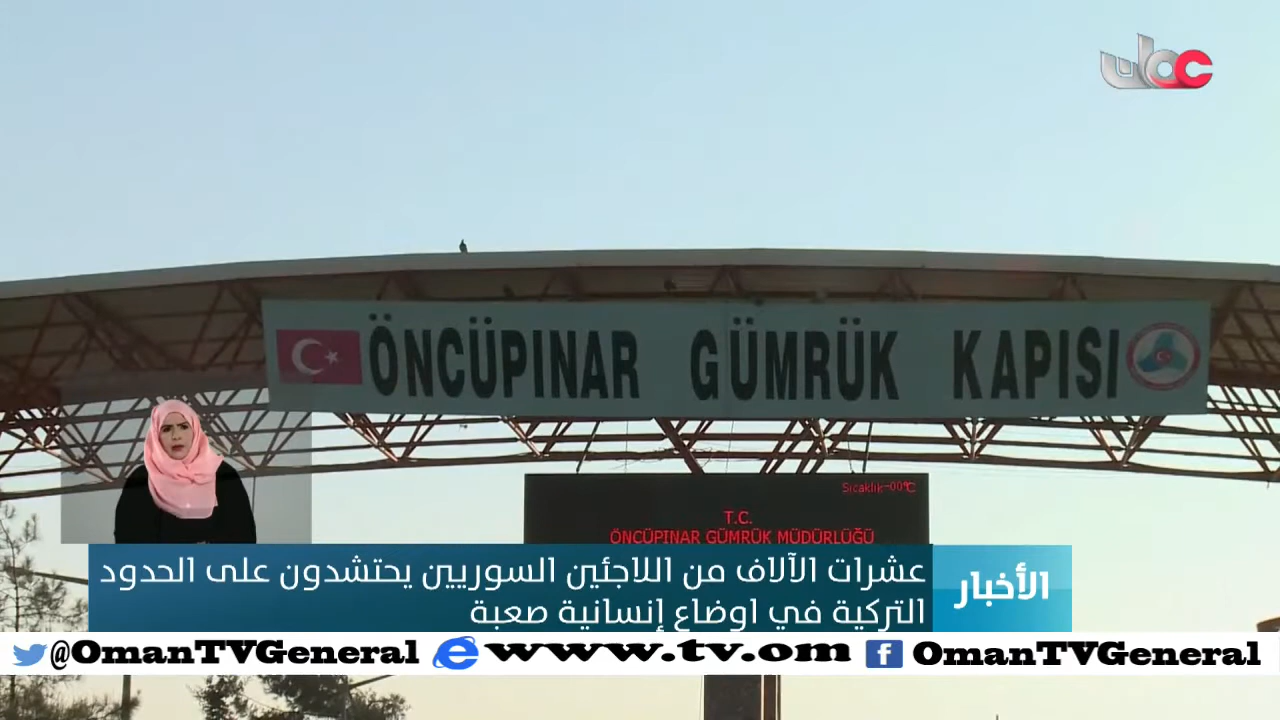 عمان
ÖNCÜPINAR GÜMRÜK KAPISI
Sıcaklık-00°C
T.C.
ÖNCÜPINAR GÜMRÜK MÜDÜRLÜĞÜ
الأخبار
عشرات الآلاف من اللاجئين السوريين يحتشدون على الحدود
التركية في اوضاع إنسانية صعبة
@OmanTVGeneral www.tv.om OmanTVGeneral